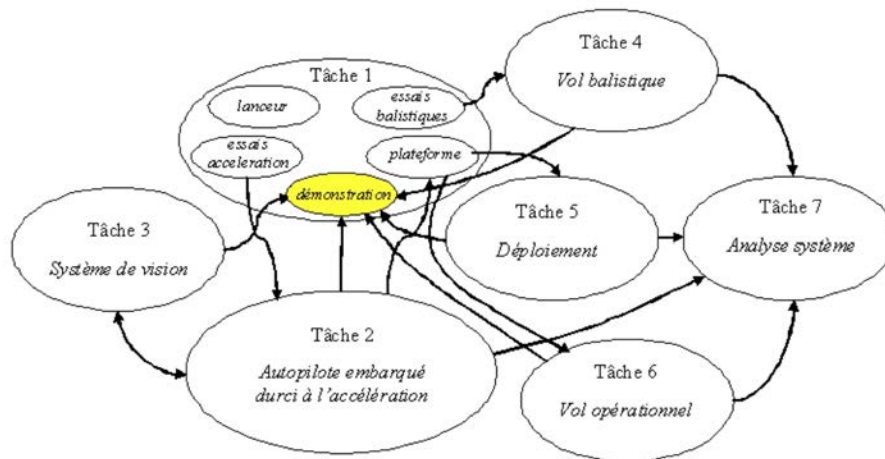 Tâche 1
lanceur
essais
balistiques
essais
acceleration
plateforme
démonstration
Tâche 4
Vol balistique
Tâche 3
Système de vision
Tâche 5
Déploiement
Tâche 7
Analyse système
Tâche 2
Autopilote embarqué
durci à l'accélération
Tâche 6
Vol opérationnel